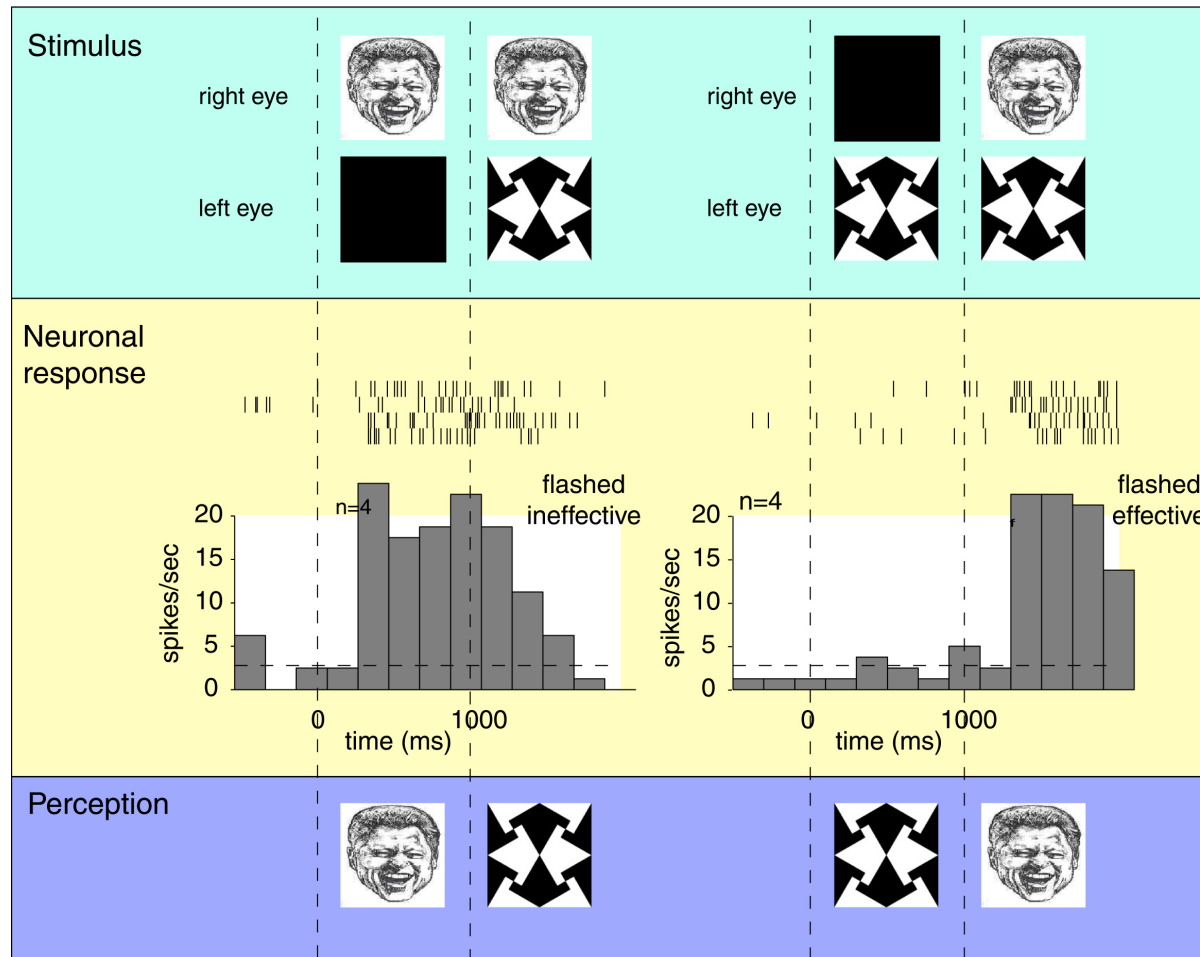 Stimulus
right eye
left eye
right eye
left eye
Neuronal
response
n=4
flashed
ineffective
20
15
10
5
0
spikes/sec
0
1000
time (ms)
n=4
flashed
effective
f
20
15
10
5
0
spikes/sec
0
1000
time (ms)
Perception